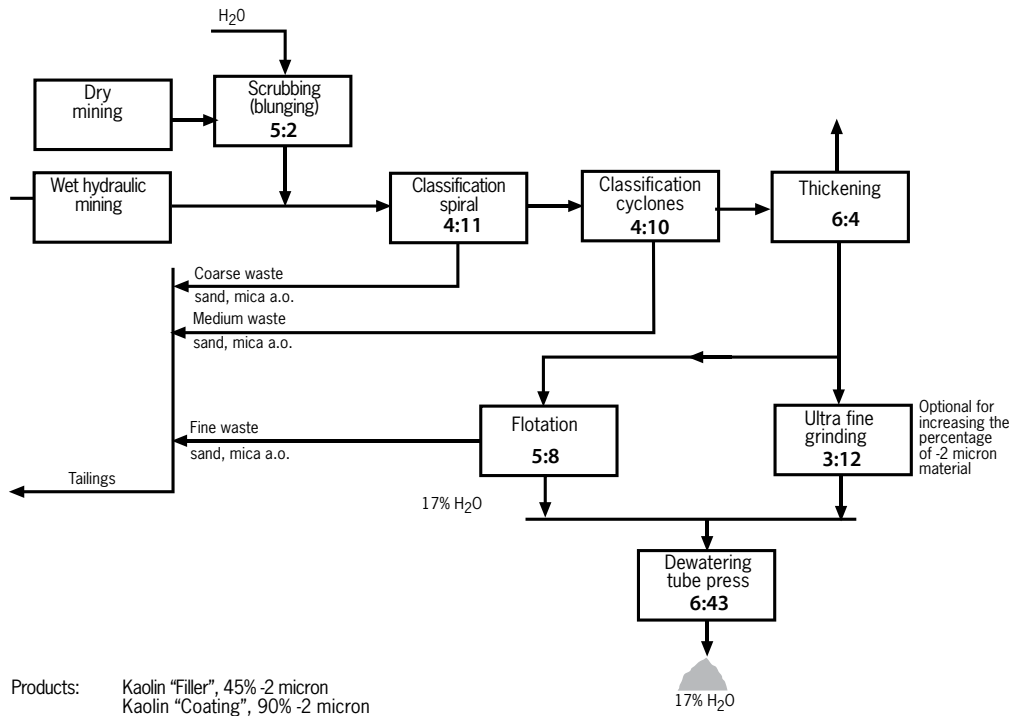 H2O
Dry
mining
Scrubbing
(blunging)
5:2
Wet hydraulic
mining
Classification
spiral
4:11
Classification
cyclones
4:10
Thickening
6:4
Coarse waste
sand, mica a.o.
Medium waste
sand, mica a.o.
Fine waste
sand, mica a.o.
Tailings
Flotation
5:8
Ultra fine
grinding
3:12
Optional for
increasing the
percentage
of -2 micron
material
17% H2O
Dewatering
tube press
6:43
17% H2O
Products: Kaolin “Filler”, 45% -2 micron
Kaolin “Coating”, 90% -2 micron